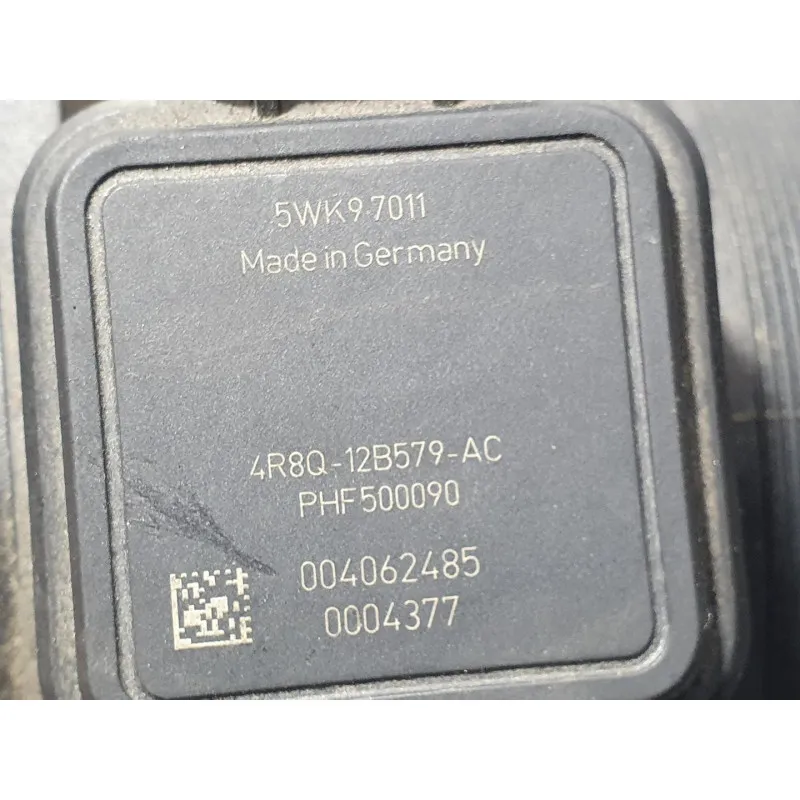 5WK9 7011
Made in Germany
4R8Q-12B579-AC
PHF500090
004062485
0004377